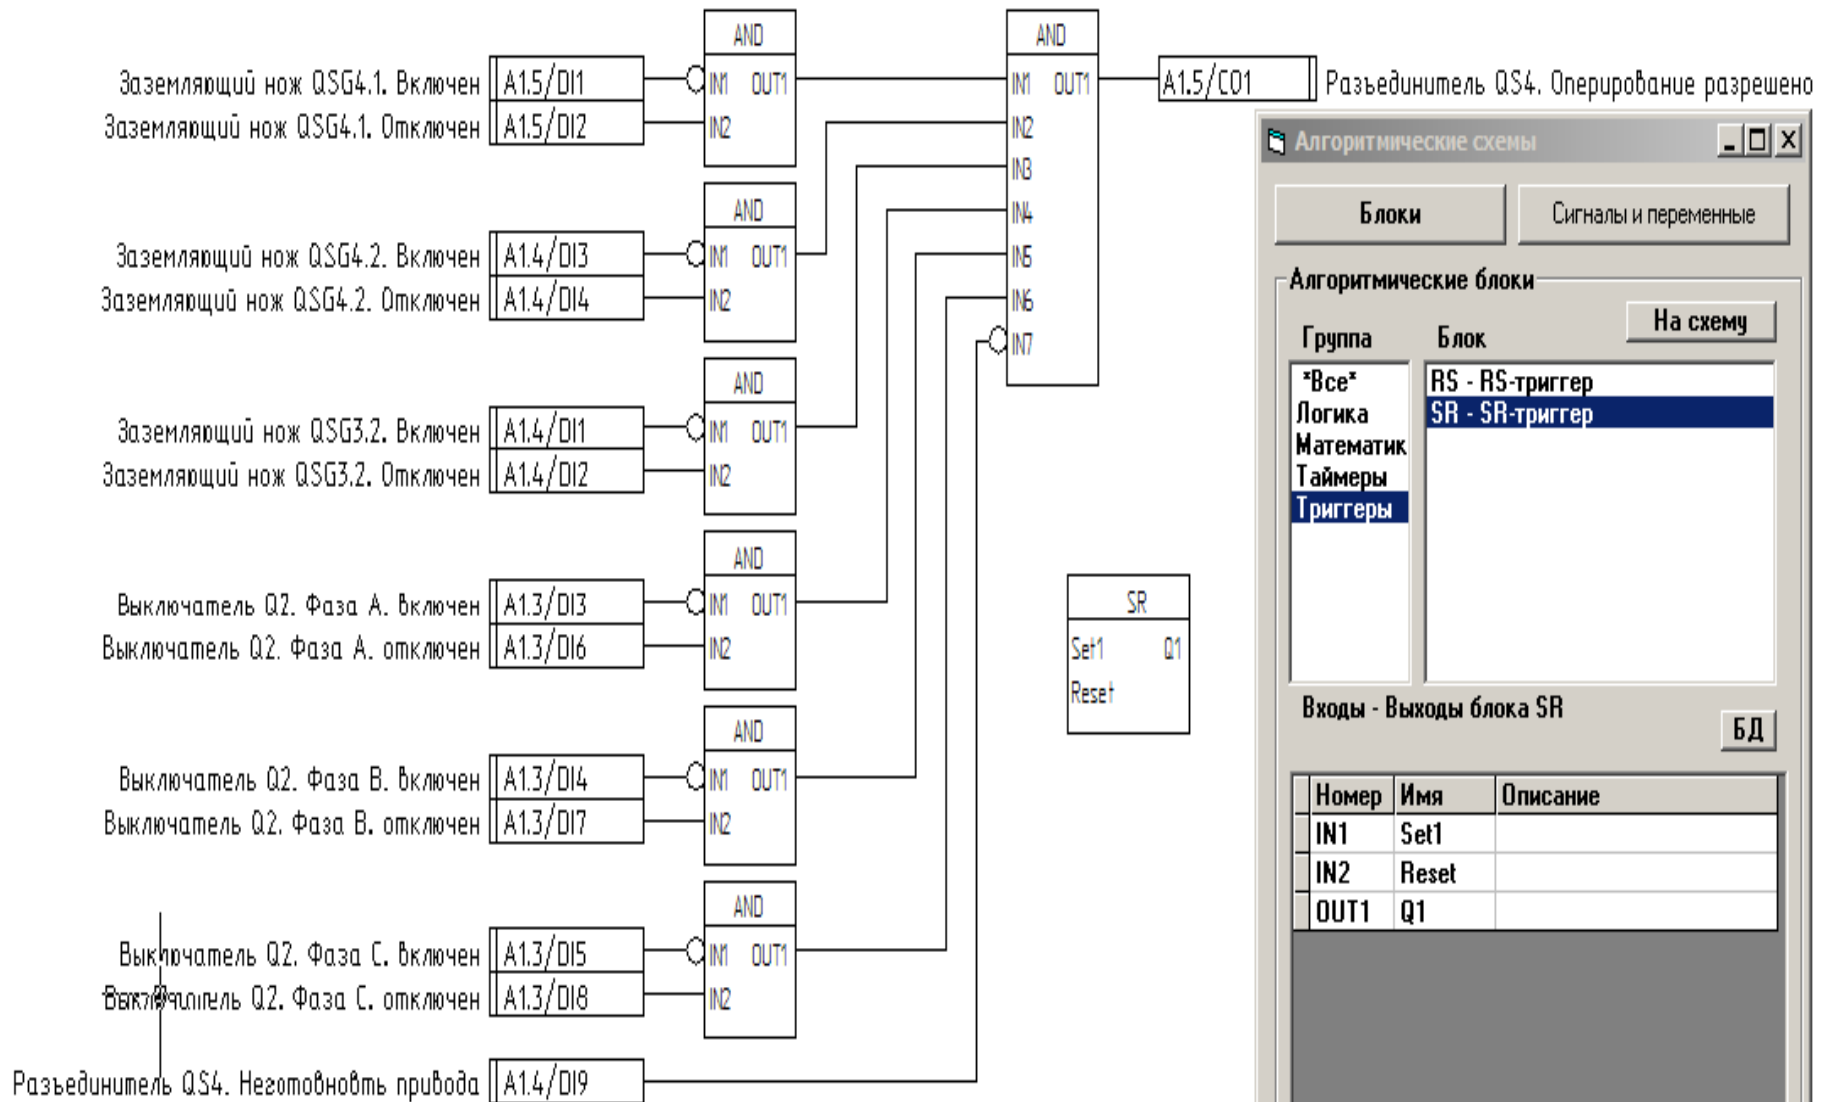 AND
AND
Заземляющий нож QSG4.1. Включен A1.5/DI1 IN1 OUT1
IN1 OUT1 A1.5/CO1 Разъединитель QS4. Оперирование разрешено
Заземляющий нож QSG4.1. Отключен A1.5/DI2 IN2
IN2
IN3
IN4
IN5
IN6
IN7
AND
Заземляющий нож QSG4.2. Включен A1.4/DI3 IN1 OUT1
Заземляющий нож QSG4.2. Отключен A1.4/DI4 IN2
AND
Заземляющий нож QSG3.2. Включен A1.4/DI1 IN1 OUT1
Заземляющий нож QSG3.2. Отключен A1.4/DI2 IN2
AND
Выключатель Q2. Фаза А. включен A1.3/DI3 IN1 OUT1
Выключатель Q2. Фаза А. отключен A1.3/DI6 IN2
AND
Выключатель Q2. Фаза В. включен A1.3/DI4 IN1 OUT1
Выключатель Q2. Фаза В. отключен A1.3/DI7 IN2
AND
Выключатель Q2. Фаза С. включен A1.3/DI5 IN1 OUT1
Выключатель Q2. Фаза С. отключен A1.3/DI8 IN2
Разъединитель QS4. Неготовновть привода A1.4/DI9
SR
Set1 Q1
Reset
Алгоритмические схемы
Блоки Сигналы и переменные
Алгоритмические блоки
На схему
Группа Блок
*Все* RS - RS-триггер
Логика SR - SR-триггер
Математик
Таймеры
Триггеры
Входы - Выходы блока SR
БД
Номер Имя Описание
IN1 Set1
IN2 Reset
OUT1 Q1